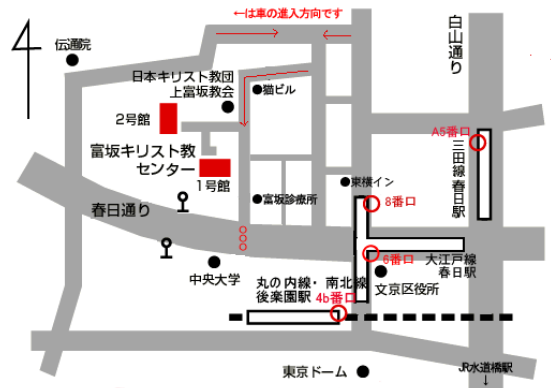 ←は車の進入方向です
白山通り
伝通院
日本キリスト教団
上富坂教会
猫ビル
2号館
A5番口
三田線春日駅
富坂キリスト教
センター
1号館
東横イン
春日通り
富坂診療所
8番口
6番口
大江戸線
春日駅
中央大学
丸の内線・南北線
後楽園駅
4b番口
文京区役所
東京ドーム
JR水道橋駅
↓